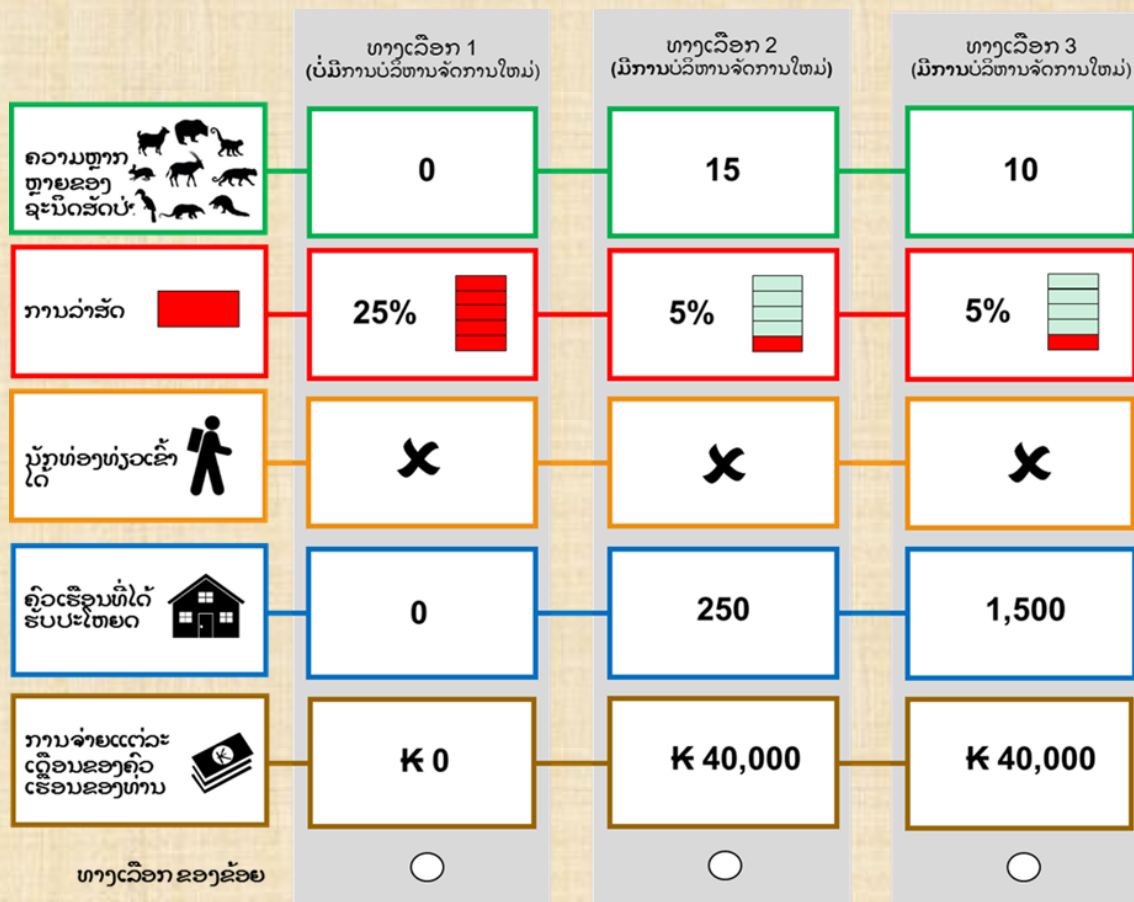 ທາງເລືອກ 1
(ບໍ່ມີການບໍລິຫານຈັດການໃຫມ່)
ທາງເລືອກ 2
(ມີການບໍລິຫານຈັດການໃຫມ່)
ທາງເລືອກ 3
(ມີການບໍລິຫານຈັດການໃຫມ່)
ຄວາມຫຼາກ
ຫຼາຍຂອງ
ຊະນິດສັດປ່າ
0
15
10
ການລ່າສັດ
25%
5%
5%
ນັກທ່ອງທ່ຽວເຂົ້າ
ໄດ້
ຄົວເຮືອນທີ່ໄດ້
ຮັບປະໂຫຍດ
0
250
1,500
ການຈ່າຍແຕ່ລະ
ເດືອນຂອງຄົວ
ເຮືອນຂອງທ່ານ
₭
₭ 0
₭ 40,000
₭ 40,000
ທາງເລືອກ ຂອງຂ້ອຍ